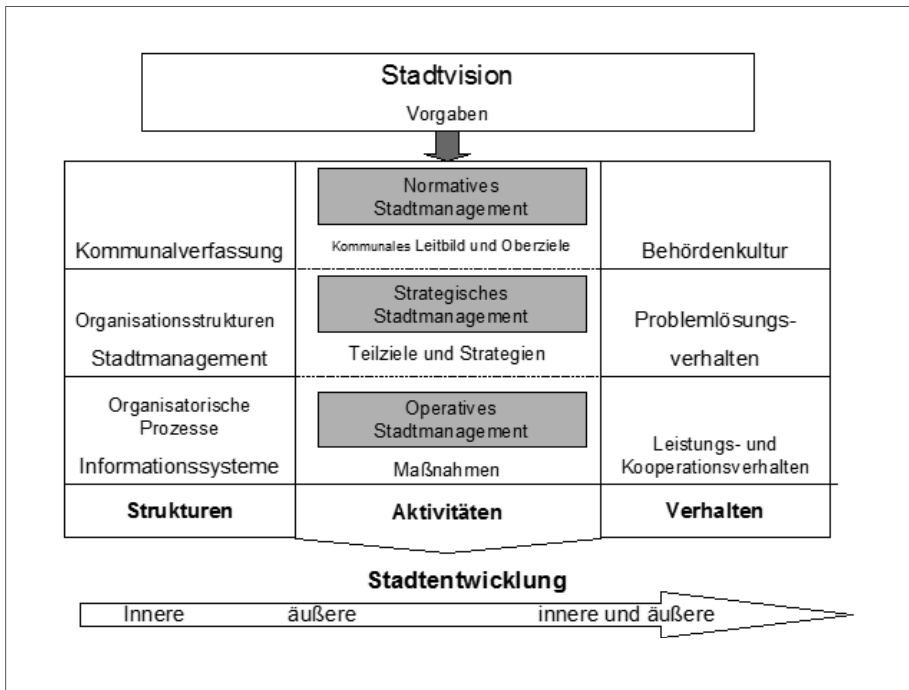 Stadtvision
Vorgaben
Normatives
Stadtmanagement
Kommunalverfassung
Kommunales Leitbild und Oberziele
Behördenkultur
Strategisches
Stadtmanagement
Organisationsstrukturen
Stadtmanagement
Teilziele und Strategien
Problemlösungs-
verhalten
Organisatorische
Prozesse
Informationssysteme
Operatives
Stadtmanagement
Maßnahmen
Leistungs- und
Kooperationsverhalten
Strukturen
Aktivitäten
Verhalten
Stadtentwicklung
Innere äußere innere und äußere